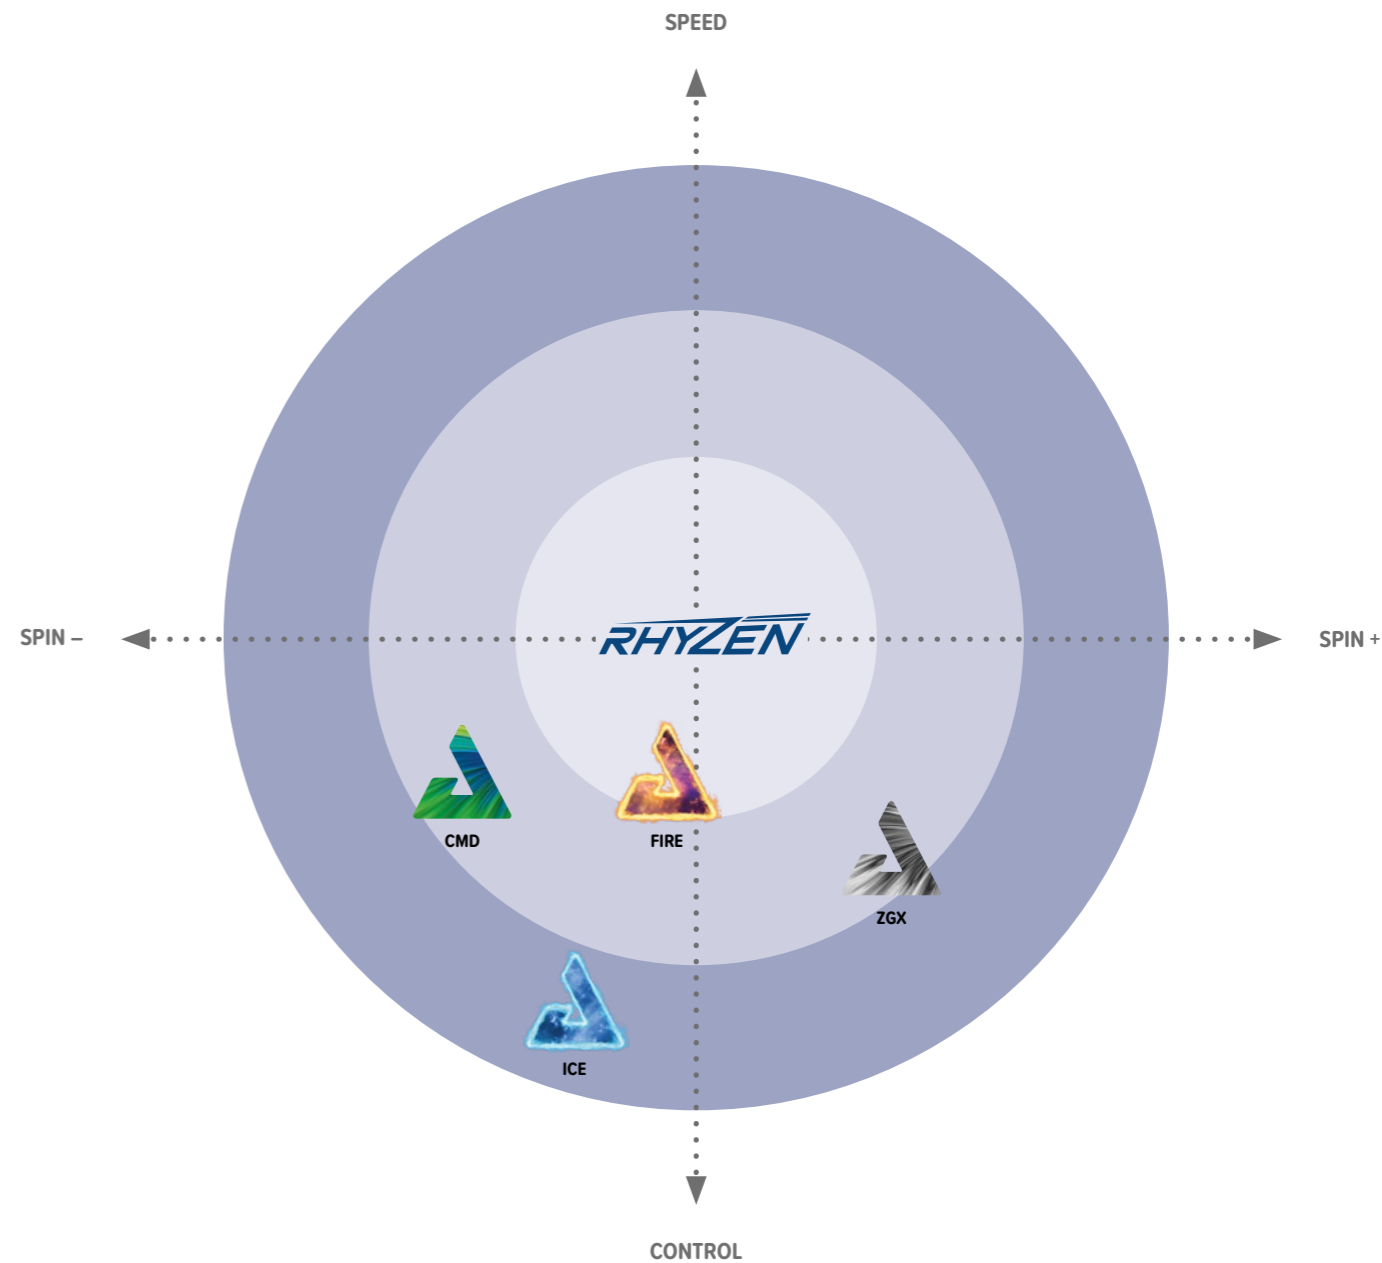 SPEED
SPIN – RHYZEN SPIN +
CMD FIRE
ZGX
ICE
CONTROL